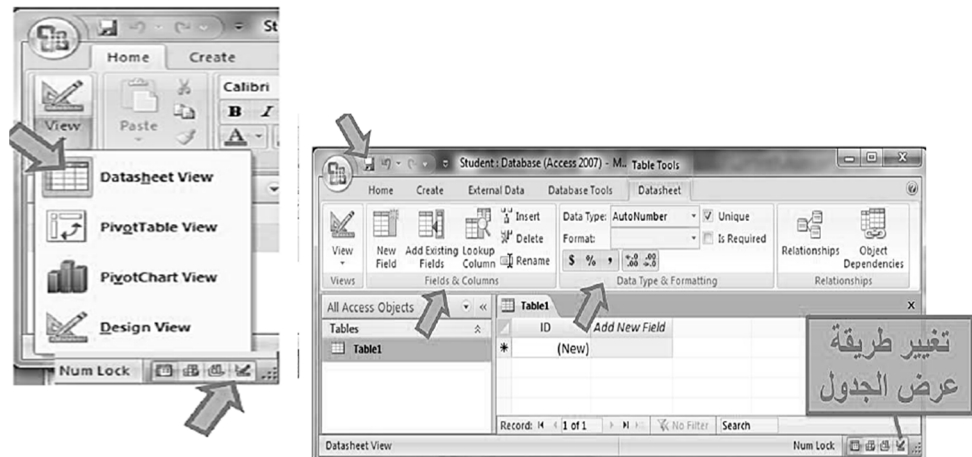 St
Home Create
View Paste Calibri
B I
A
Datasheet View
PivotTable View
PivotChart View
Design View
Num Lock
Student : Database (Access 2007) - M... Table Tools
Home Create External Data Database Tools Datasheet
View New Field Add Existing Fields Lookup Column
Insert
Delete
Rename
Data Type: AutoNumber Unique
Format: Is Required
$ % ,
Relationships Object Dependencies
Views Fields & Columns Data Type & Formatting Relationships
All Access Objects Table1
Tables ID Add New Field
Table1 (New)
تغيير طريقة
عرض الجدول
Record: 1 of 1 No Filter Search
Datasheet View Num Lock